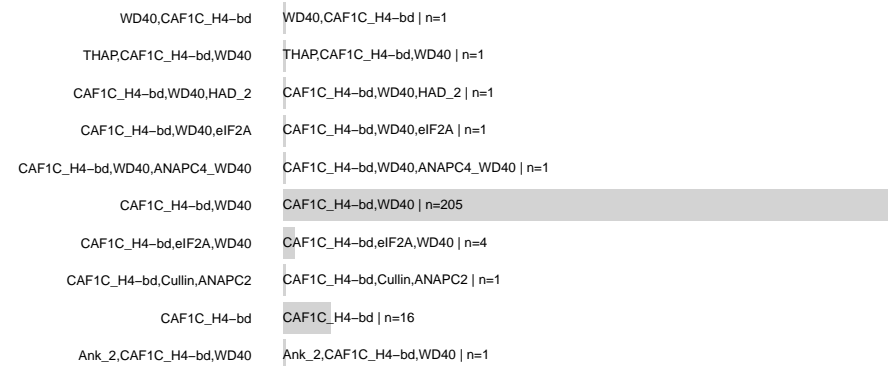 WD40,CAF1C_H4−bd WD40,CAF1C_H4−bd | n=1
THAP,CAF1C_H4−bd,WD40 THAP,CAF1C_H4−bd,WD40 | n=1
CAF1C_H4−bd,WD40,HAD_2 CAF1C_H4−bd,WD40,HAD_2 | n=1
CAF1C_H4−bd,WD40,eIF2A CAF1C_H4−bd,WD40,eIF2A | n=1
CAF1C_H4−bd,WD40,ANAPC4_WD40 CAF1C_H4−bd,WD40,ANAPC4_WD40 | n=1
CAF1C_H4−bd,WD40 CAF1C_H4−bd,WD40 | n=205
CAF1C_H4−bd,eIF2A,WD40 CAF1C_H4−bd,eIF2A,WD40 | n=4
CAF1C_H4−bd,Cullin,ANAPC2 CAF1C_H4−bd,Cullin,ANAPC2 | n=1
CAF1C_H4−bd CAF1C_H4−bd | n=16
Ank_2,CAF1C_H4−bd,WD40 Ank_2,CAF1C_H4−bd,WD40 | n=1